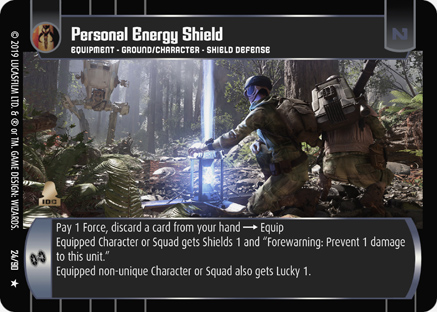 Personal Energy Shield
EQUIPMENT - GROUND/CHARACTER - SHIELD DEFENSE
N
© 2019 LUCASFILM LTD. & ® or TM. GAME DESIGN: WIZARDS.
IDC
24/90
Pay 1 Force, discard a card from your hand → Equip
Equipped Character or Squad gets Shields 1 and "Forewarning: Prevent 1 damage
to this unit."
Equipped non-unique Character or Squad also gets Lucky 1.